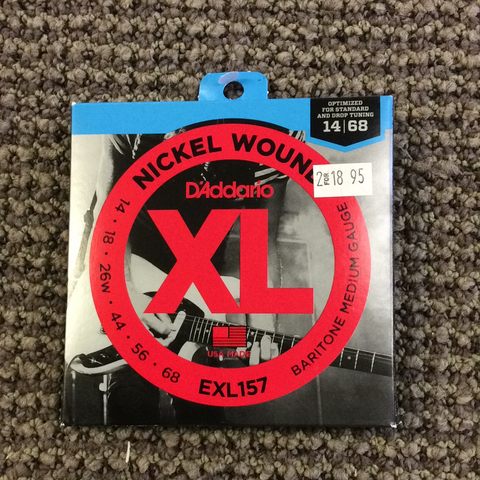 OPTIMIZED
FOR STANDARD
AND DROP TUNING
14|68
NICKEL WOUN
2 FOR 18 95
D'Addario
XL
14 · 18 · 26W · 44 · 56 · 68
BARITONE MEDIUM GAUGE
USA MADE
EXL157